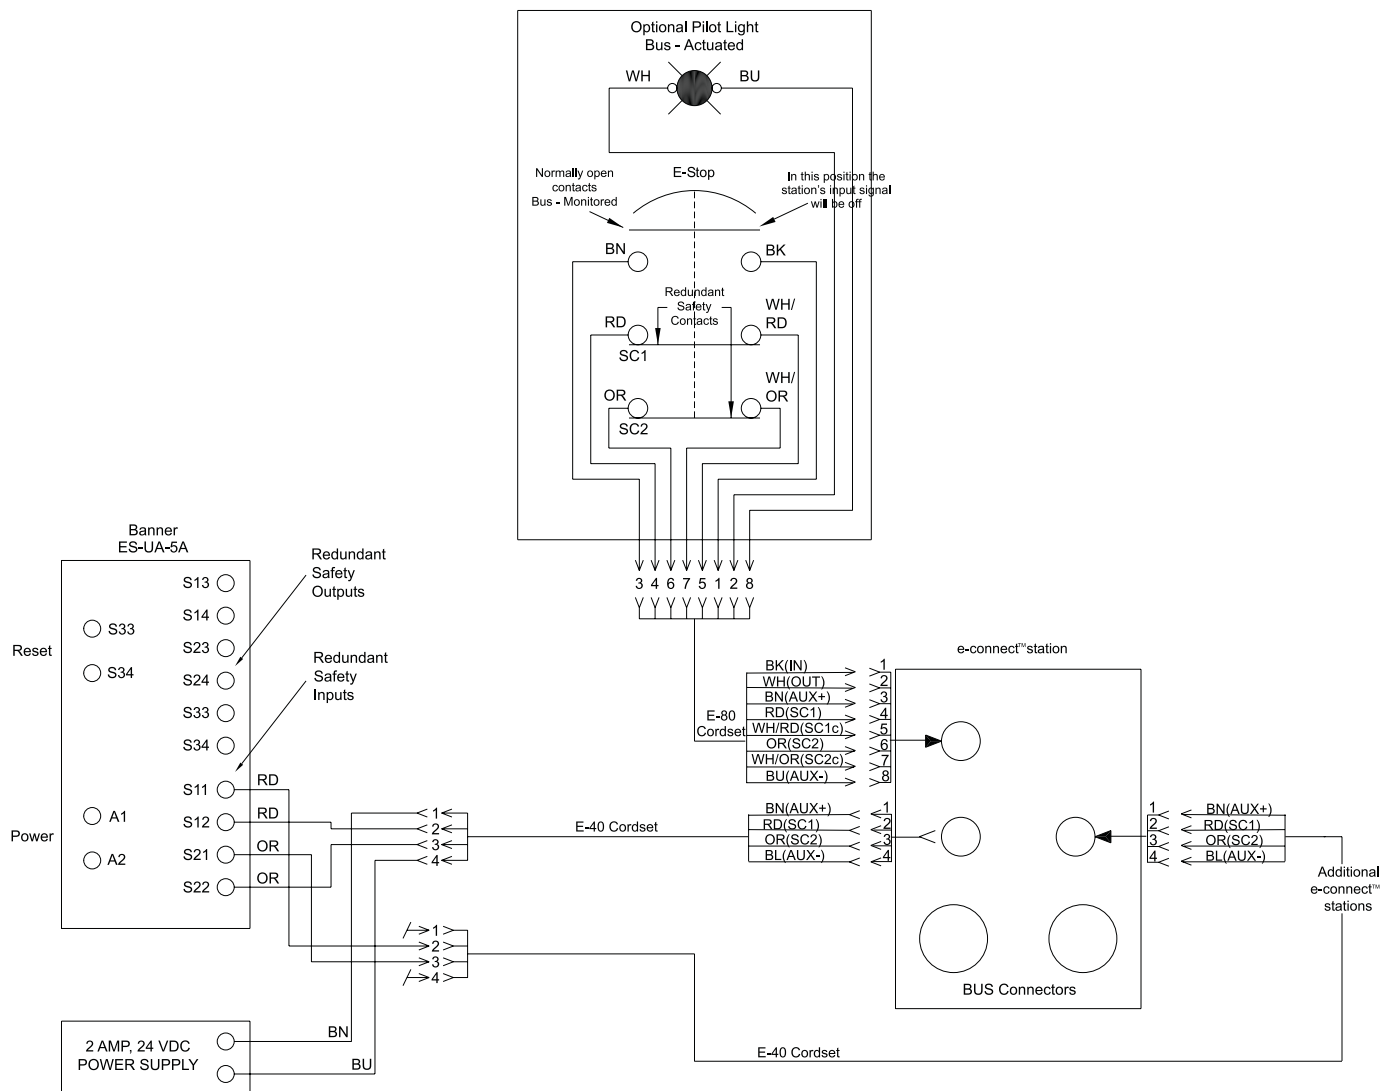 Optional Pilot Light
Bus - Actuated
WH
BU
Normally open
contacts
Bus - Monitored
E-Stop
In this position the
station's input signal
will be off
BN
BK
Redundant
Safety
Contacts
RD
SC1
WH/
RD
OR
SC2
WH/
OR
3 4 6 7 5 1 2 8
Banner
ES-UA-5A
Redundant
Safety
Outputs
Redundant
Safety
Inputs
Reset
S33
S34
Power
A1
A2
S13
S14
S23
S24
S33
S34
S11
S12
S21
S22
RD
RD
OR
OR
1
2
3
4
1
2
3
4
E-40 Cordset
E-80
Cordset
BK(IN) 1
WH(OUT) 2
BN(AUX+) 3
RD(SC1) 4
WH/RD(SC1c) 5
OR(SC2) 6
WH/OR(SC2c) 7
BU(AUX-) 8
BN(AUX+) 1
RD(SC1) 2
OR(SC2) 3
BL(AUX-) 4
e-connect™station
BUS Connectors
1 BN(AUX+)
2 RD(SC1)
3 OR(SC2)
4 BL(AUX-)
Additional
e-connect™
stations
E-40 Cordset
2 AMP, 24 VDC
POWER SUPPLY
BN
BU